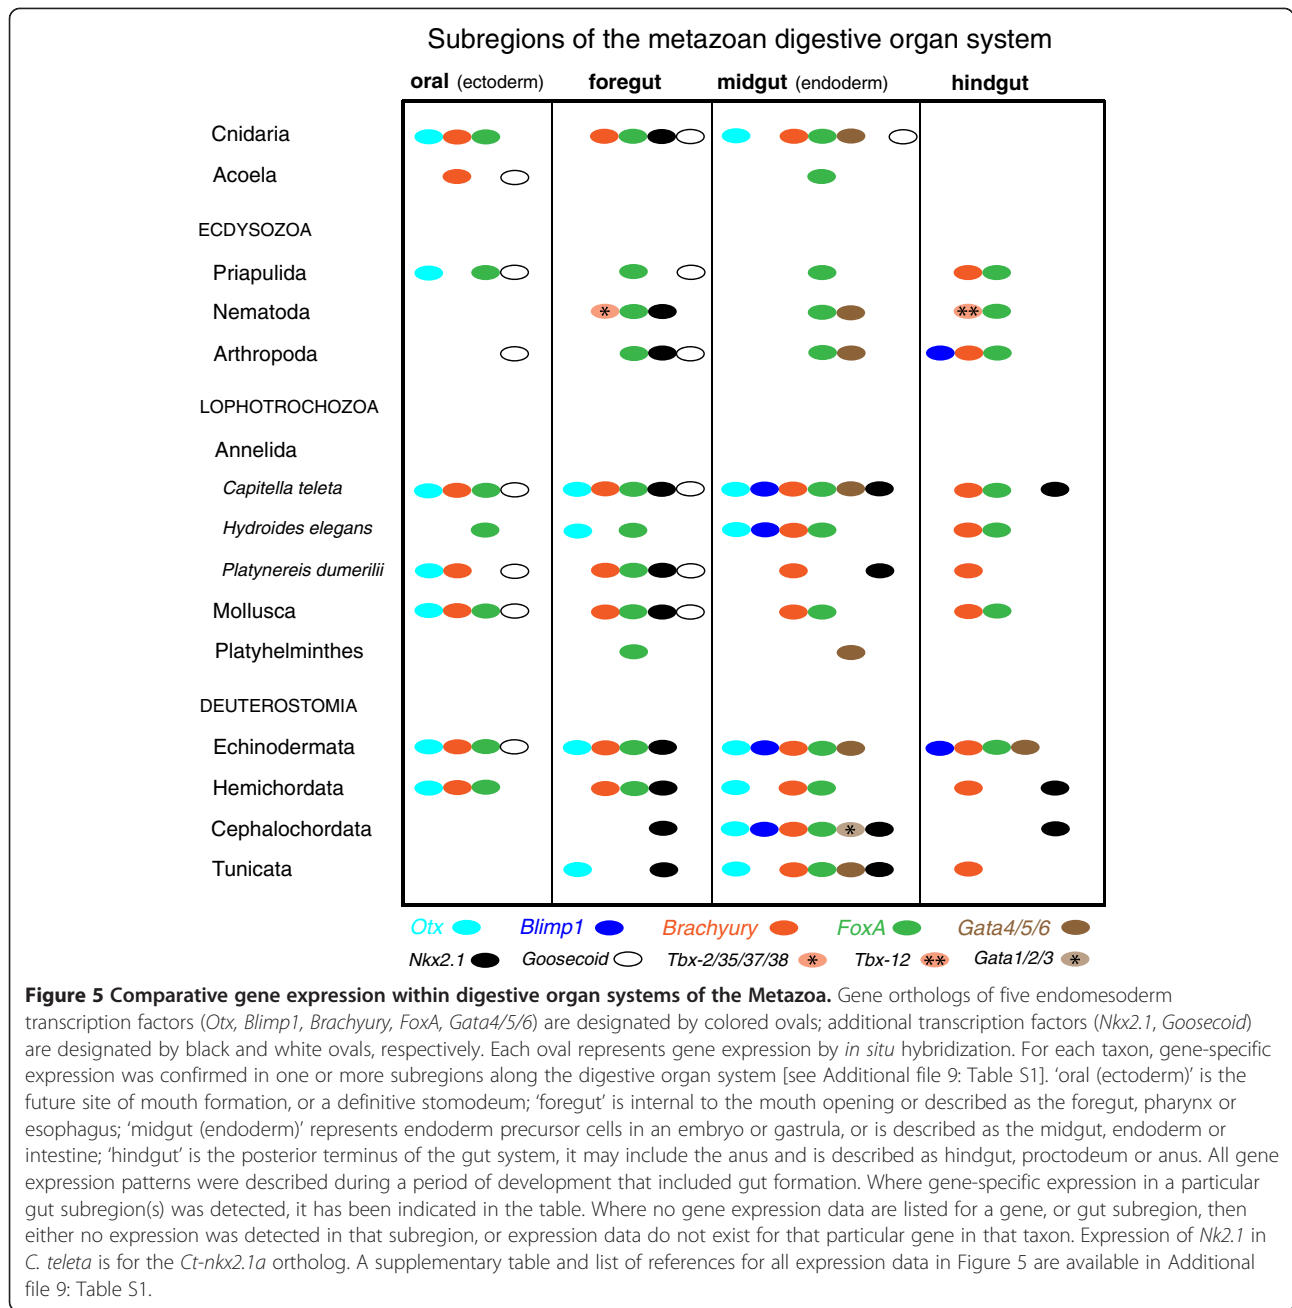 Subregions of the metazoan digestive organ system
oral (ectoderm) foregut midgut (endoderm) hindgut
Cnidaria
Acoela
ECDYSOZOA
Priapulida
Nematoda * **
Arthropoda
LOPHOTROCHOZOA
Annelida
Capitella teleta
Hydroides elegans
Platynereis dumerilii
Mollusca
Platyhelminthes
DEUTEROSTOMIA
Echinodermata
Hemichordata
Cephalochordata *
Tunicata
Otx Blimp1 Brachyury FoxA Gata4/5/6
Nkx2.1 Goosecoid Tbx-2/35/37/38 * Tbx-12 ** Gata1/2/3 *
Figure 5 Comparative gene expression within digestive organ systems of the Metazoa. Gene orthologs of five endomesoderm
transcription factors (Otx, Blimp1, Brachyury, FoxA, Gata4/5/6) are designated by colored ovals; additional transcription factors (Nkx2.1, Goosecoid)
are designated by black and white ovals, respectively. Each oval represents gene expression by in situ hybridization. For each taxon, gene-specific
expression was confirmed in one or more subregions along the digestive organ system [see Additional file 9: Table S1]. ‘oral (ectoderm)’ is the
future site of mouth formation, or a definitive stomodeum; ‘foregut’ is internal to the mouth opening or described as the foregut, pharynx or
esophagus; ‘midgut (endoderm)’ represents endoderm precursor cells in an embryo or gastrula, or is described as the midgut, endoderm or
intestine; ‘hindgut’ is the posterior terminus of the gut system, it may include the anus and is described as hindgut, proctodeum or anus. All gene
expression patterns were described during a period of development that included gut formation. Where gene-specific expression in a particular
gut subregion(s) was detected, it has been indicated in the table. Where no gene expression data are listed for a gene, or gut subregion, then
either no expression was detected in that subregion, or expression data do not exist for that particular gene in that taxon. Expression of Nk2.1 in
C. teleta is for the Ct-nkx2.1a ortholog. A supplementary table and list of references for all expression data in Figure 5 are available in Additional
file 9: Table S1.